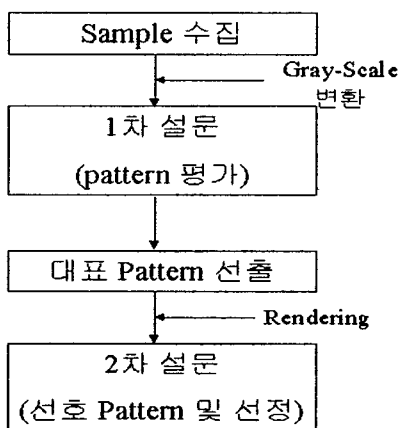 Sample 수집
Gray-Scale
변환
1차 설문
(pattern 평가)
대표 Pattern 선출
Rendering
2차 설문
(선호 Pattern 및 선정)